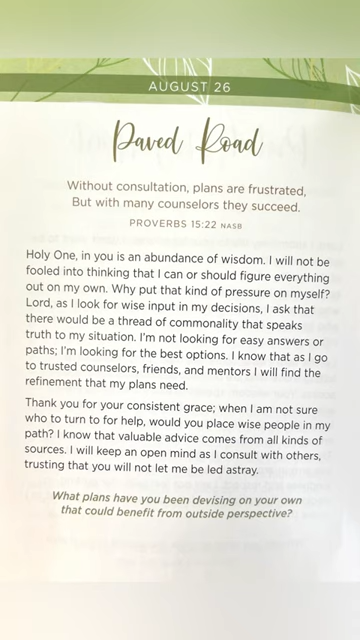 AUGUST 26
Paved Road
Without consultation, plans are frustrated,
But with many counselors they succeed.
PROVERBS 15:22 NASB
Holy One, in you is an abundance of wisdom. I will not be
fooled into thinking that I can or should figure everything
out on my own. Why put that kind of pressure on myself?
Lord, as I look for wise input in my decisions, I ask that
there would be a thread of commonality that speaks
truth to my situation. I'm not looking for easy answers or
paths; I'm looking for the best options. I know that as I go
to trusted counselors, friends, and mentors I will find the
refinement that my plans need.
Thank you for your consistent grace; when I am not sure
who to turn to for help, would you place wise people in my
path? I know that valuable advice comes from all kinds of
sources. I will keep an open mind as I consult with others,
trusting that you will not let me be led astray.
What plans have you been devising on your own
that could benefit from outside perspective?